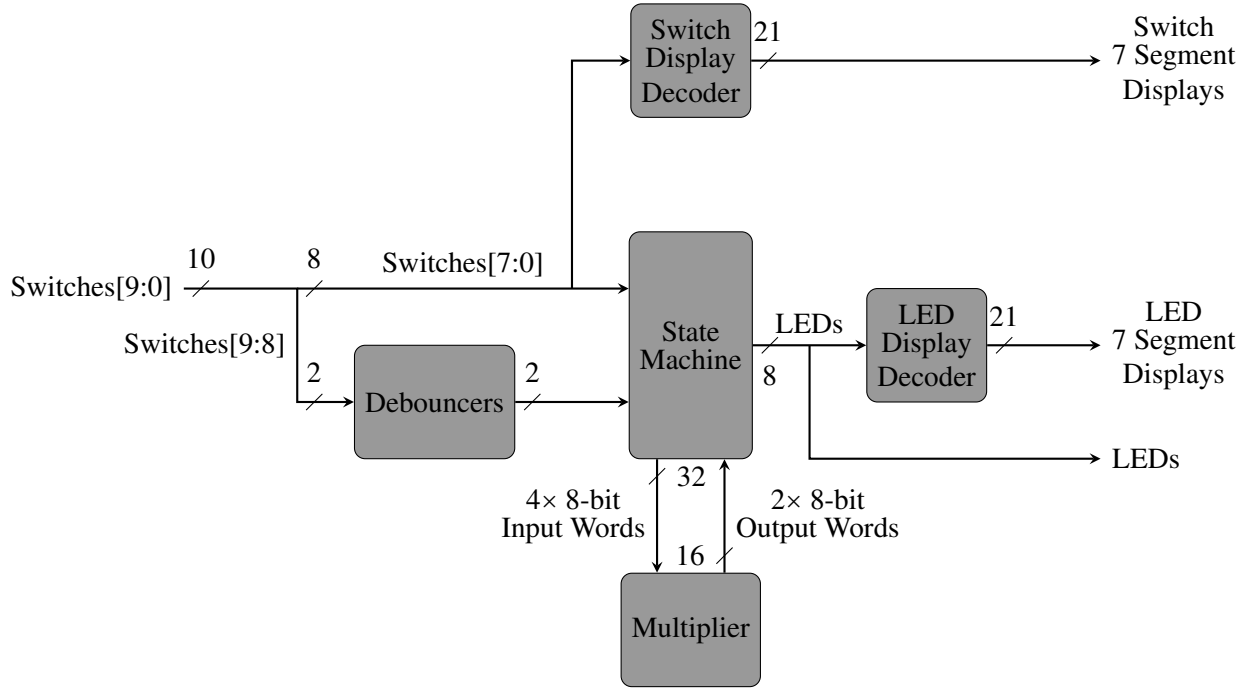 Switch
Display
Decoder
21
Switch
7 Segment
Displays
Switches[9:0]
10
8
Switches[7:0]
Switches[9:8]
2
Debouncers
2
State
Machine
LEDs
8
LED
Display
Decoder
21
LED
7 Segment
Displays
LEDs
32
4× 8-bit
Input Words
2× 8-bit
Output Words
16
Multiplier